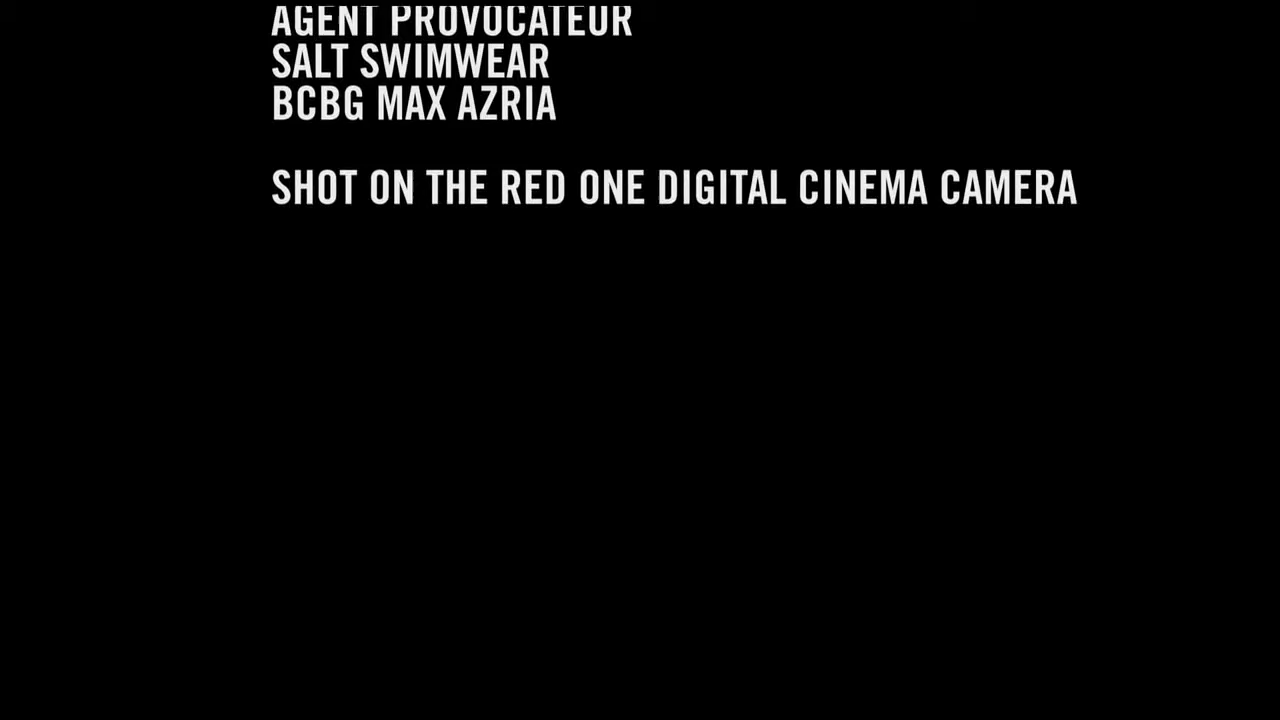 AGENT PROVOCATEUR
SALT SWIMWEAR
BCBG MAX AZRIA
SHOT ON THE RED ONE DIGITAL CINEMA CAMERA